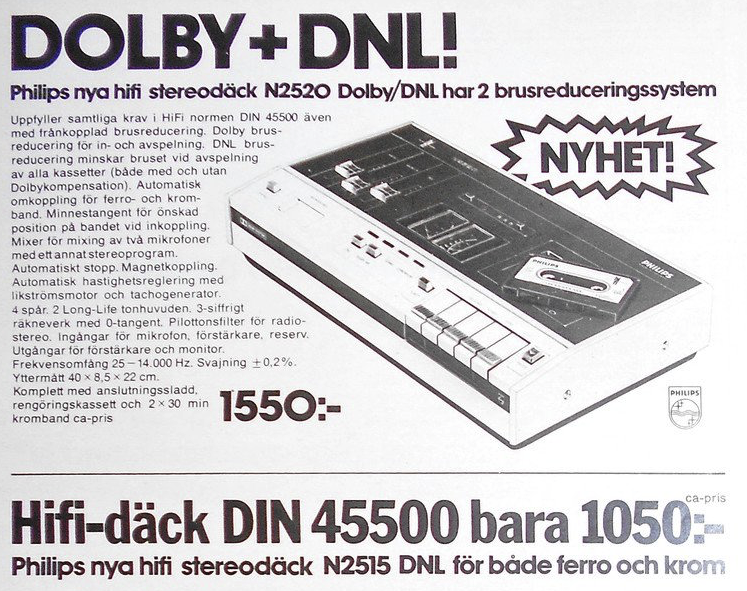 DOLBY+DNL!
Philips nya hifi stereodäck N2520 Dolby/DNL har 2 brusreduceringssystem
Uppfyller samtliga krav i HiFi normen DIN 45500 även
med frånkopplad brusreducering. Dolby brus-
reducering för in- och avspelning. DNL brus-
reducering minskar bruset vid avspelning
av alla kassetter (både med och utan
Dolbykompensation). Automatisk
omkoppling för ferro- och krom-
band. Minnestangent för önskad
position på bandet vid inkoppling.
Mixer för mixing av två mikrofoner
med ett annat stereoprogram.
Automatiskt stopp. Magnetkoppling.
Automatisk hastighetsreglering med
likströmsmotor och tachogenerator.
4 spår. 2 Long-Life tonhuvuden. 3-siffrigt
räkneverk med 0-tangent. Pilottonsfilter för radio-
stereo. Ingångar för mikrofon, förstärkare, reserv.
Utgångar för förstärkare och monitor.
Frekvensomfång 25–14.000 Hz. Svajning ±0,2%.
Yttermått 40 × 8,5 × 22 cm.
Komplett med anslutningssladd,
rengöringskassett och 2 × 30 min
kromband ca-pris
1550:-
NYHET!
PHILIPS
PHILIPS
PHILIPS
ca-pris
Hifi-däck DIN 45500 bara 1050:-
Philips nya hifi stereodäck N2515 DNL för både ferro och krom